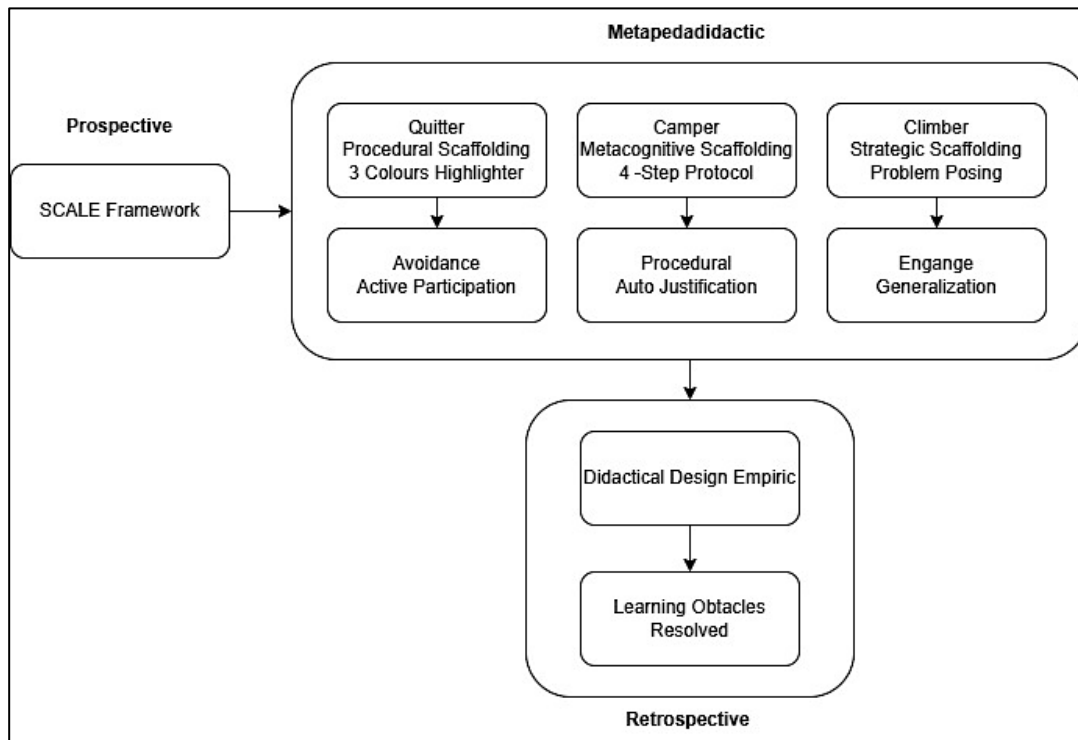 Metapedadidactic
Prospective
SCALE Framework
Quitter
Procedural Scaffolding
3 Colours Highlighter
Camper
Metacognitive Scaffolding
4 -Step Protocol
Climber
Strategic Scaffolding
Problem Posing
Avoidance
Active Participation
Procedural
Auto Justification
Engange
Generalization
Didactical Design Empiric
Learning Obtacles
Resolved
Retrospective